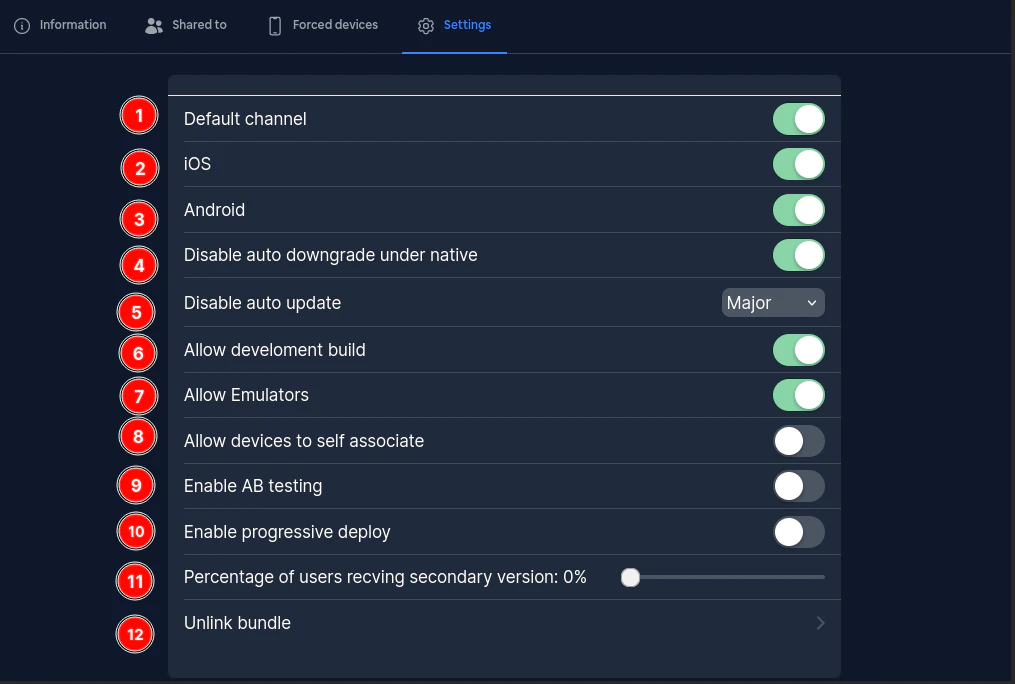 Information Shared to Forced devices Settings
1 Default channel
2 iOS
3 Android
4 Disable auto downgrade under native
5 Disable auto update Major
6 Allow develoment build
7 Allow Emulators
8 Allow devices to self associate
9 Enable AB testing
10 Enable progressive deploy
11 Percentage of users recving secondary version: 0%
12 Unlink bundle